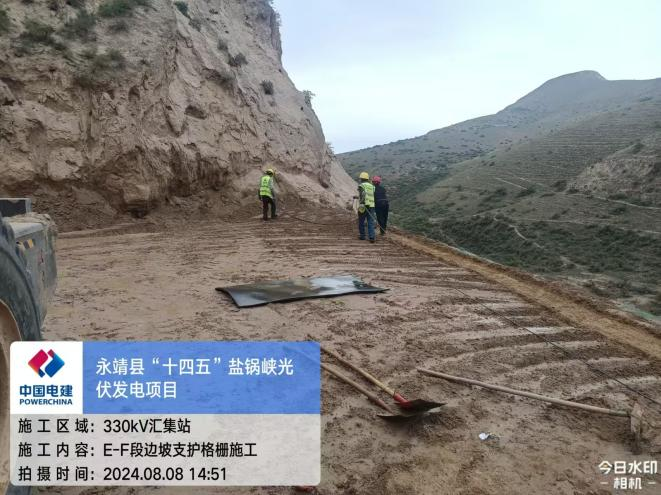 中国电建
POWERCHINA
永靖县“十四五”盐锅峡光
伏发电项目
施工区域：330kV汇集站
施工内容：E-F段边坡支护格栅施工
拍摄时间：2024.08.08 14:51
今日水印
-相机-